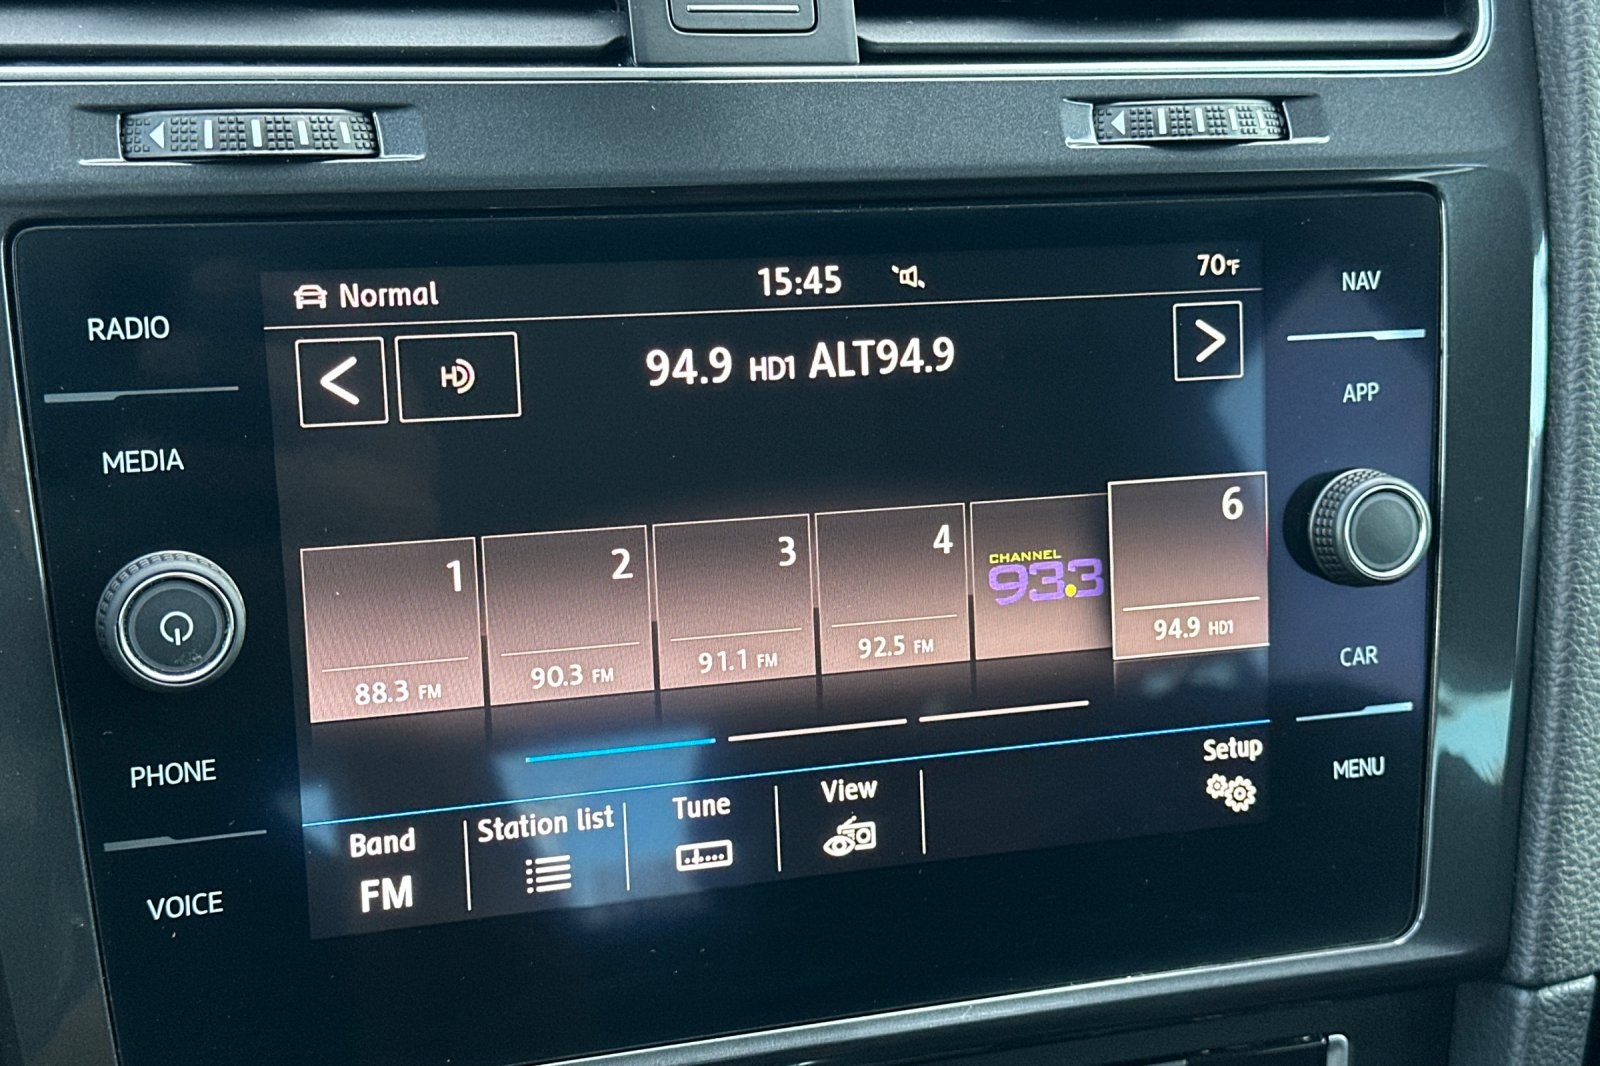 RADIO
MEDIA
PHONE
VOICE
Normal
15:45
70°F
HD
94.9 HD1 ALT94.9
1
88.3 FM
2
90.3 FM
3
91.1 FM
4
92.5 FM
CHANNEL
93.3
6
94.9 HD1
Band
FM
Station list
Tune
View
Setup
NAV
APP
CAR
MENU